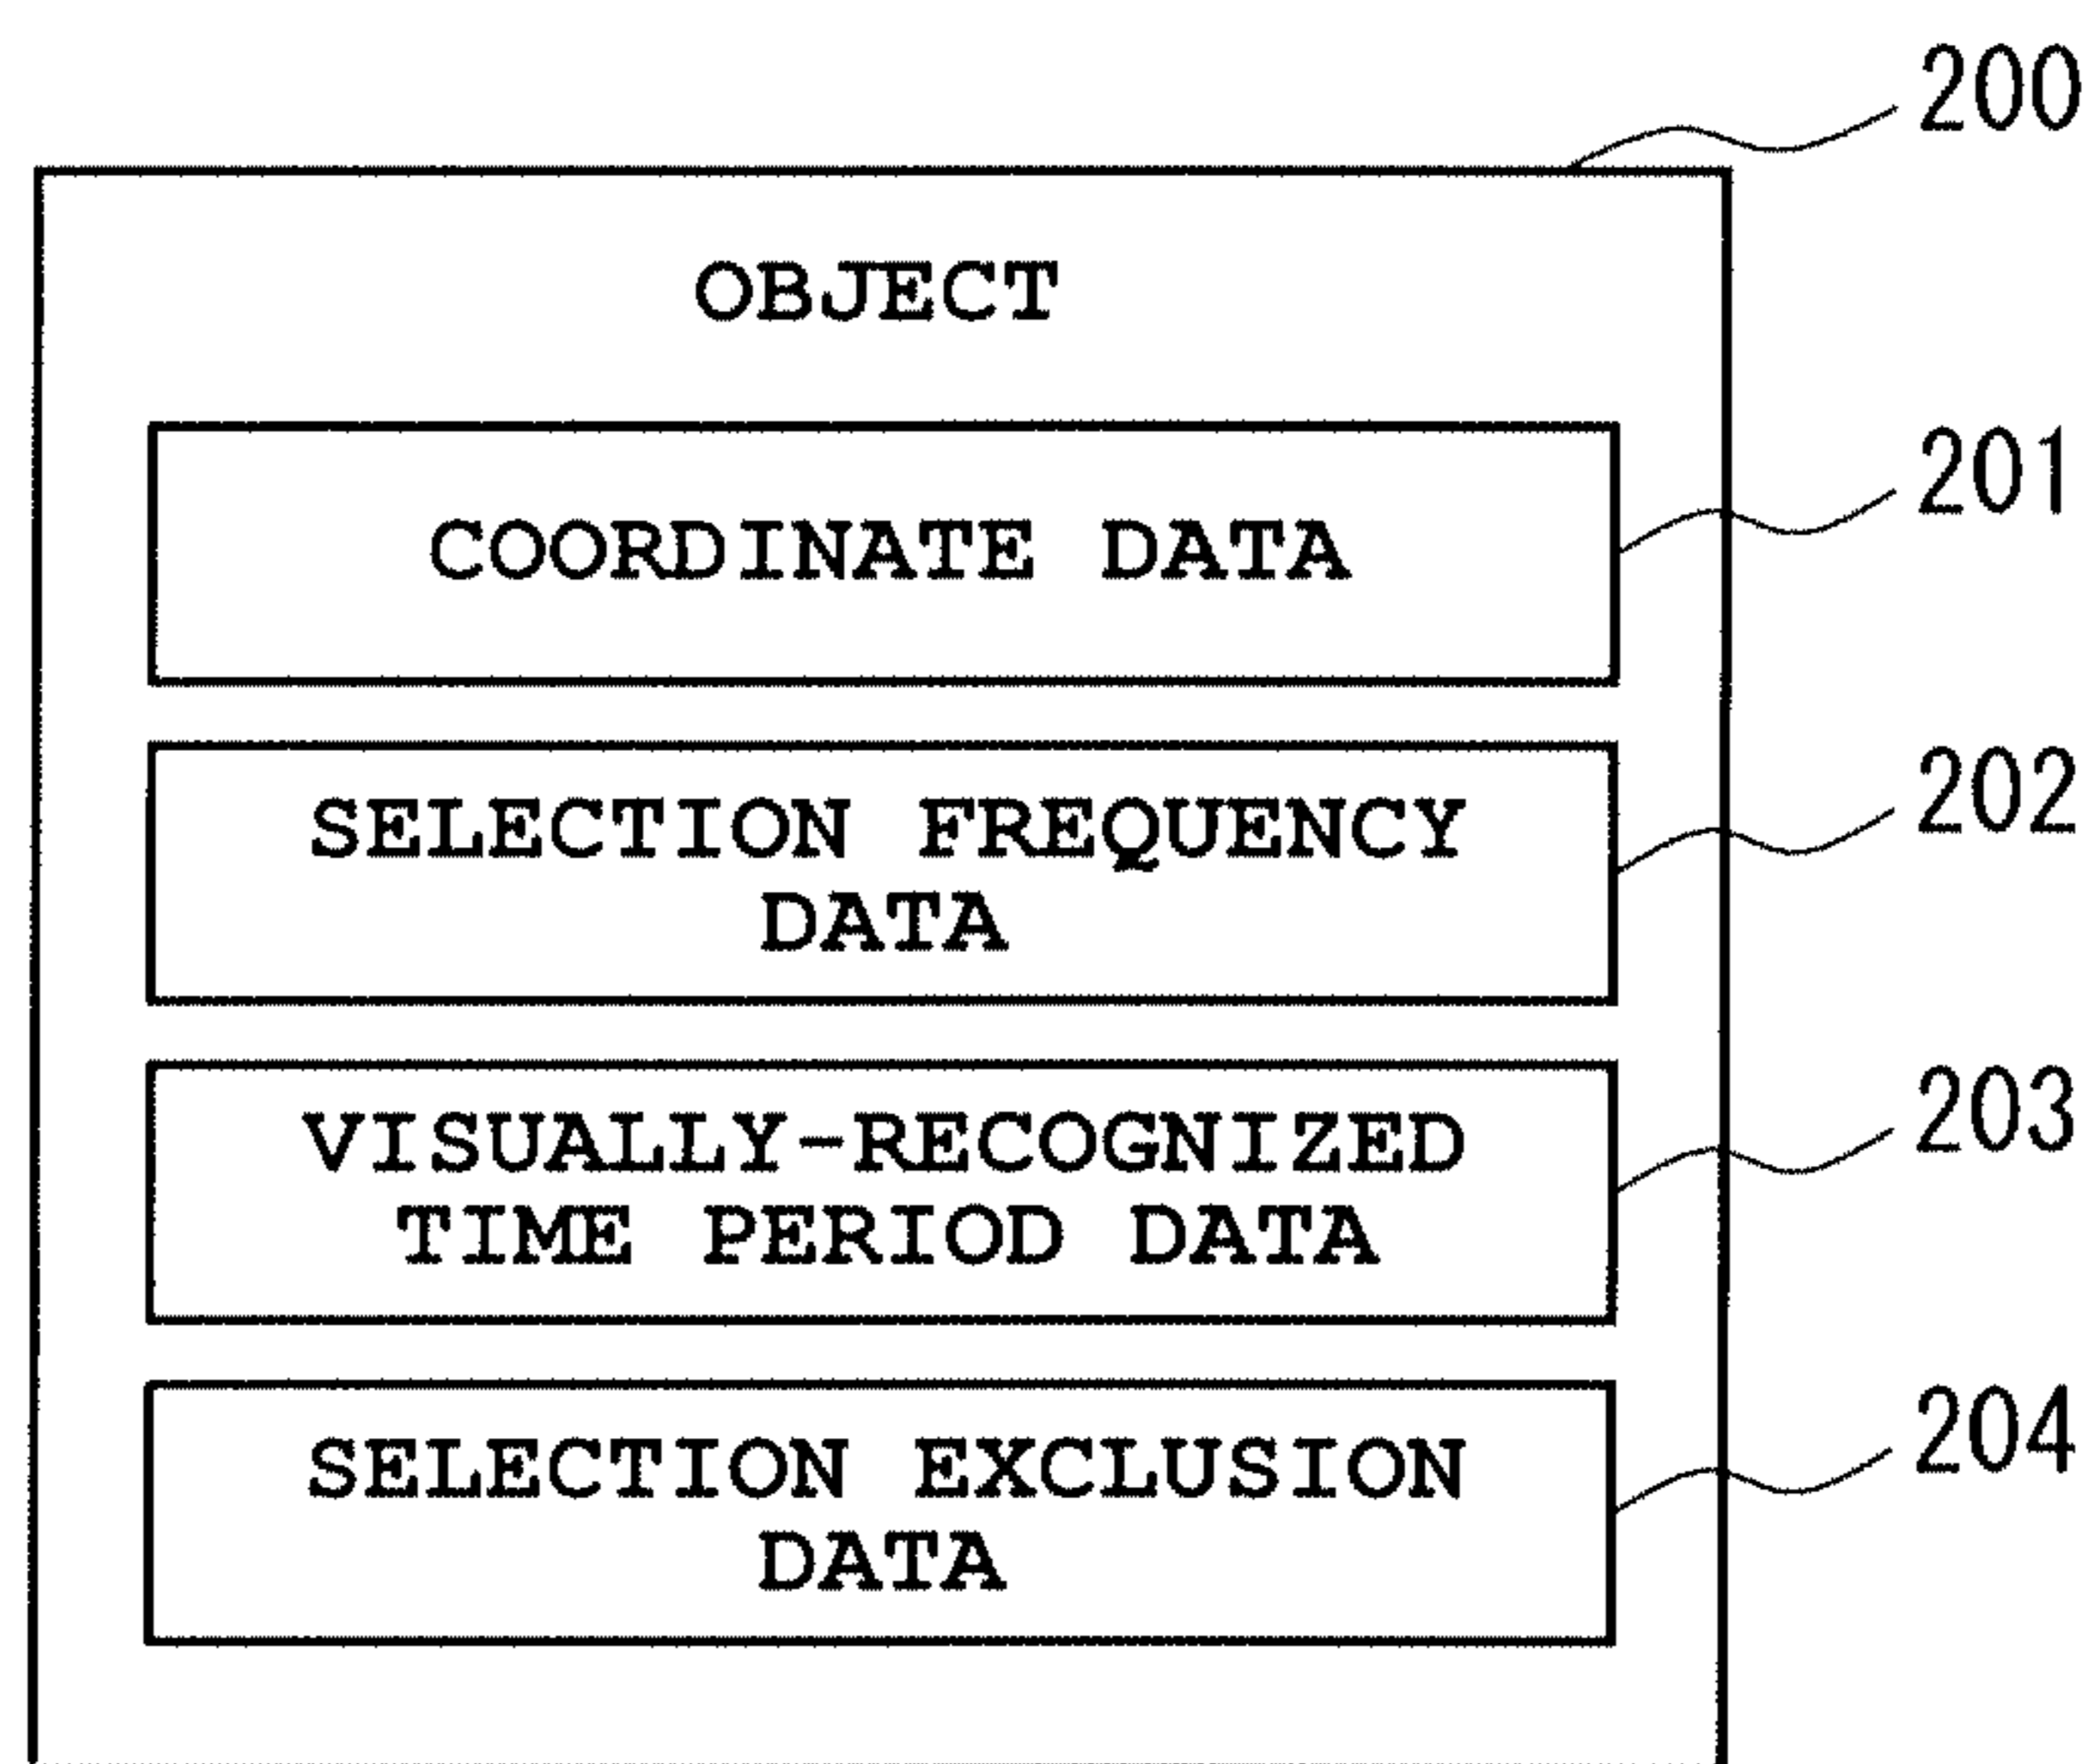 200
OBJECT
201
COORDINATE DATA
202
SELECTION FREQUENCY
DATA
203
VISUALLY-RECOGNIZED
TIME PERIOD DATA
204
SELECTION EXCLUSION
DATA